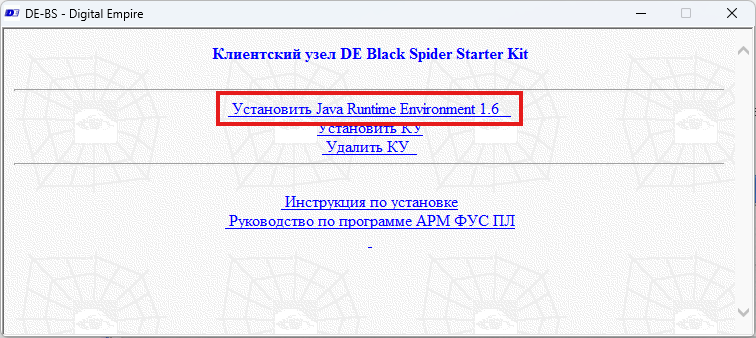 DE-BS - Digital Empire
Клиентский узел DE Black Spider Starter Kit
Установить Java Runtime Environment 1.6
Установить КУ
Удалить КУ
Инструкция по установке
Руководство по программе АРМ ФУС ПЛ